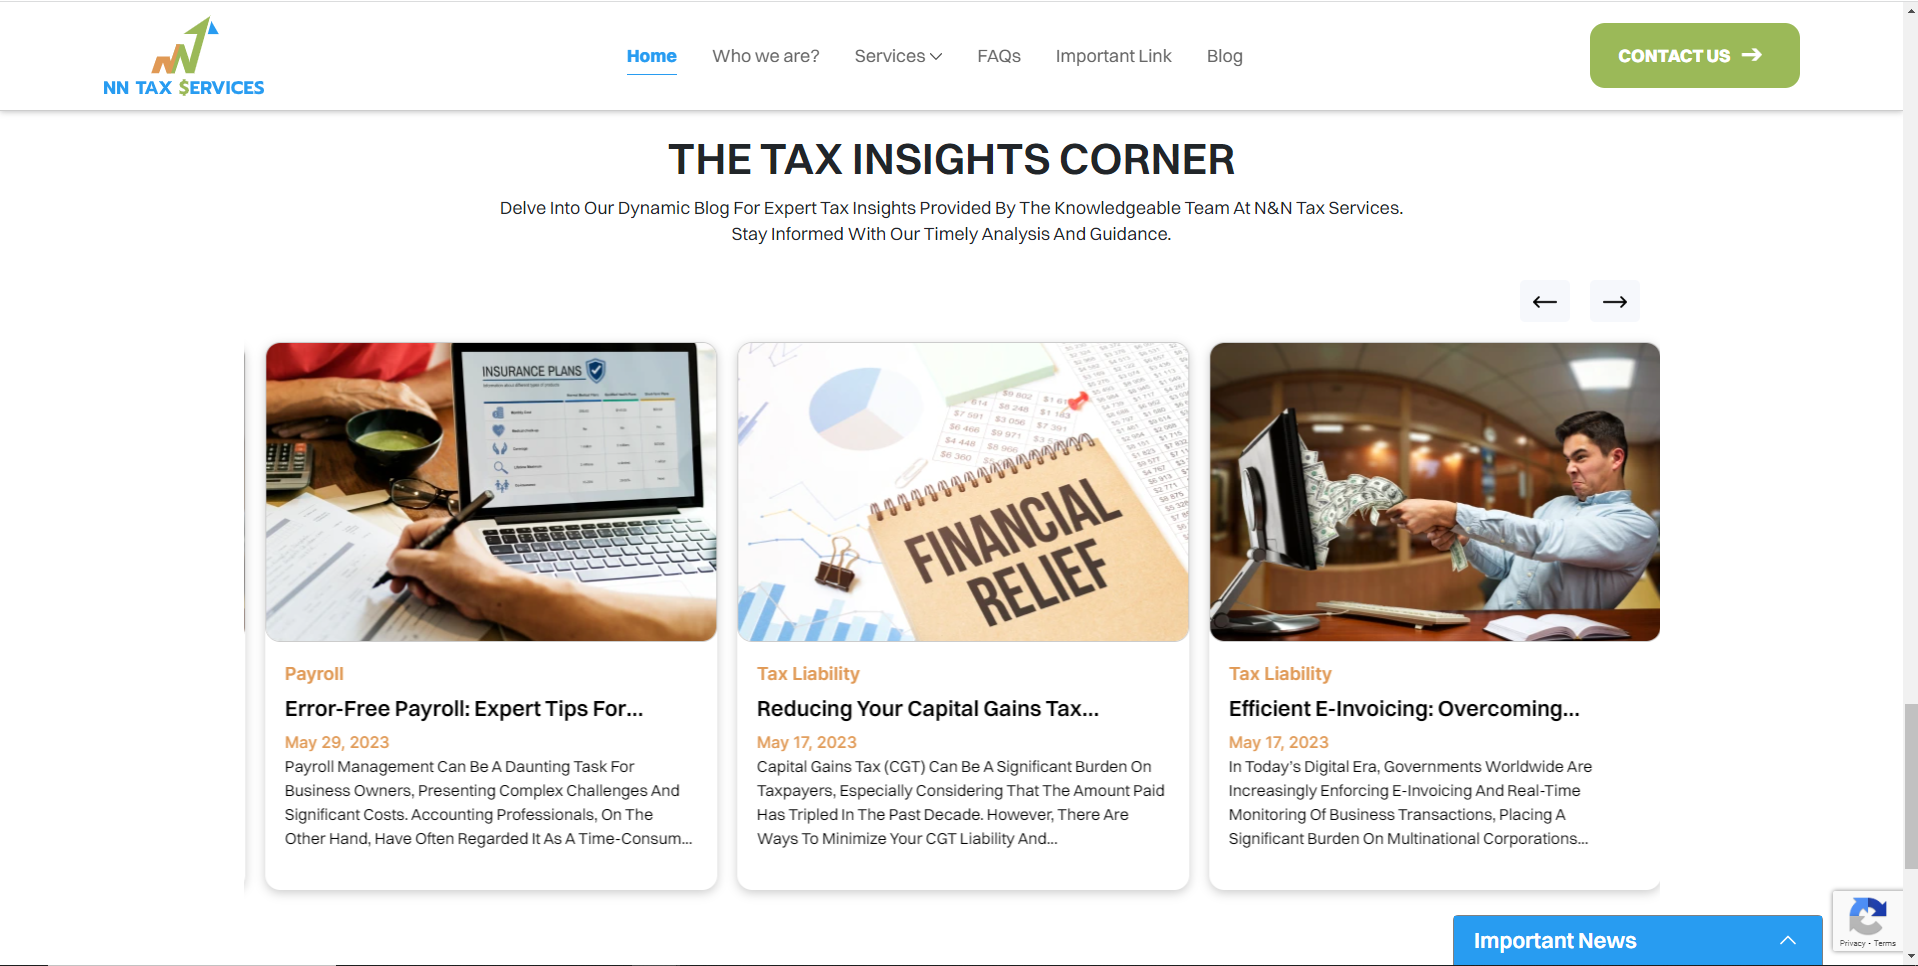 NN TAX $ERVICES
Home
Who we are?
Services
FAQs
Important Link
Blog
CONTACT US
THE TAX INSIGHTS CORNER
Delve Into Our Dynamic Blog For Expert Tax Insights Provided By The Knowledgeable Team At N&N Tax Services.
Stay Informed With Our Timely Analysis And Guidance.
INSURANCE PLANS
FINANCIAL
RELIEF
Payroll
Error-Free Payroll: Expert Tips For...
May 29, 2023
Payroll Management Can Be A Daunting Task For
Business Owners, Presenting Complex Challenges And
Significant Costs. Accounting Professionals, On The
Other Hand, Have Often Regarded It As A Time-Consum...
Tax Liability
Reducing Your Capital Gains Tax...
May 17, 2023
Capital Gains Tax (CGT) Can Be A Significant Burden On
Taxpayers, Especially Considering That The Amount Paid
Has Tripled In The Past Decade. However, There Are
Ways To Minimize Your CGT Liability And...
Tax Liability
Efficient E-Invoicing: Overcoming...
May 17, 2023
In Today's Digital Era, Governments Worldwide Are
Increasingly Enforcing E-Invoicing And Real-Time
Monitoring Of Business Transactions, Placing A
Significant Burden On Multinational Corporations...
Important News
Privacy - Terms